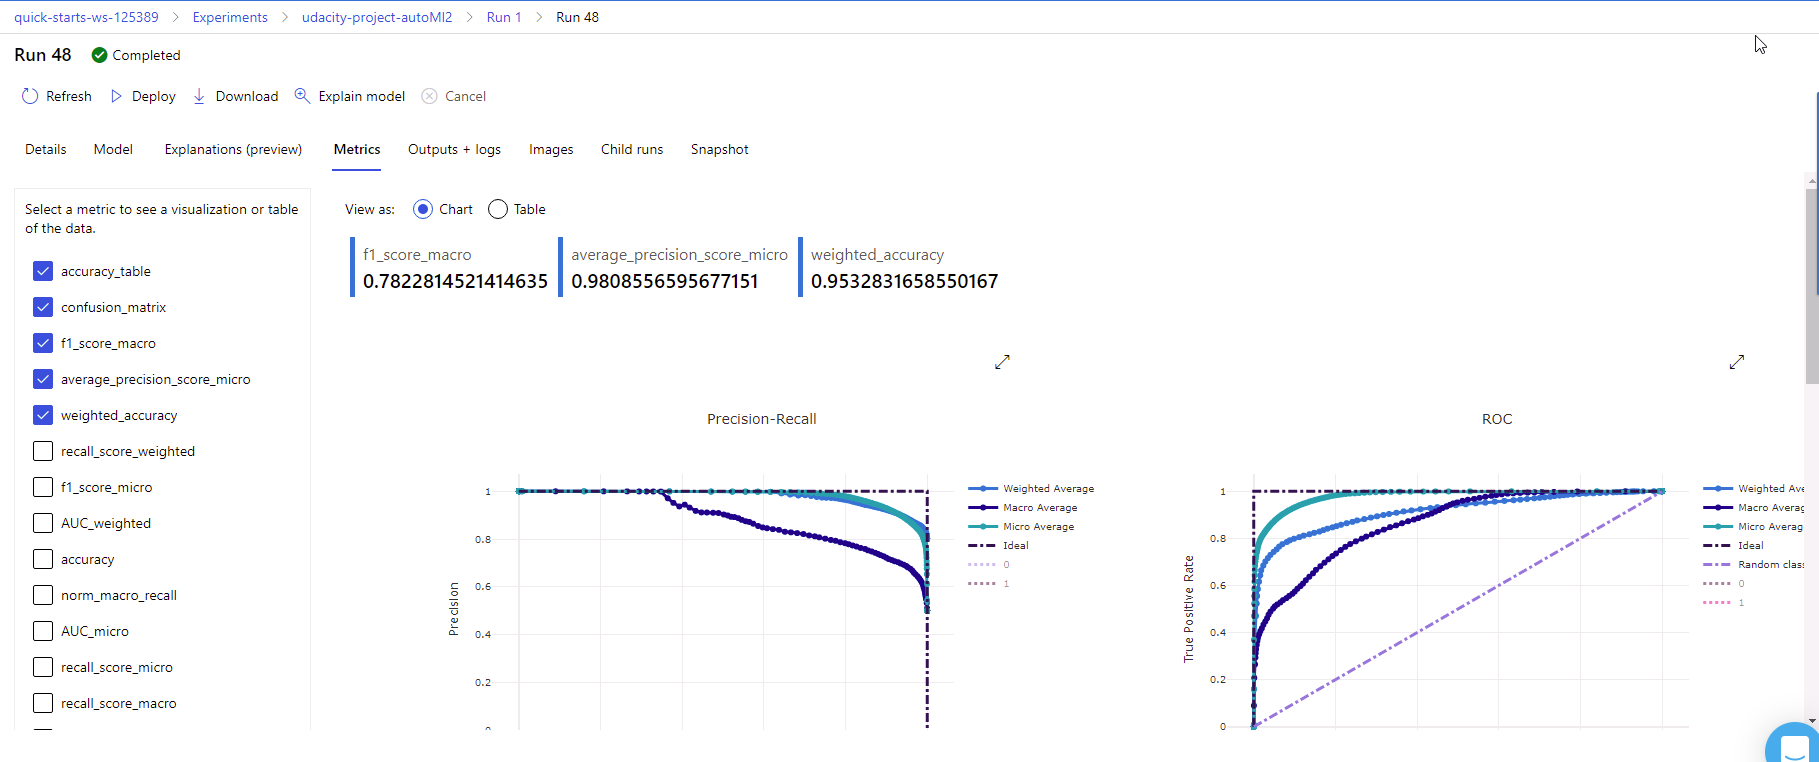 quick-starts-ws-125389 > Experiments > udacity-project-autoMl2 > Run 1 > Run 48
Run 48 Completed
Refresh Deploy Download Explain model Cancel
Details Model Explanations (preview) Metrics Outputs + logs Images Child runs Snapshot
Select a metric to see a visualization or table
of the data.
accuracy_table
confusion_matrix
f1_score_macro
average_precision_score_micro
weighted_accuracy
recall_score_weighted
f1_score_micro
AUC_weighted
accuracy
norm_macro_recall
AUC_micro
recall_score_micro
recall_score_macro
View as: Chart Table
f1_score_macro
0.7822814521414635
average_precision_score_micro
0.9808556595677151
weighted_accuracy
0.9532831658550167
Precision-Recall
Precision
1
0.8
0.6
0.4
0.2
0
Weighted Average
Macro Average
Micro Average
Ideal
0
1
ROC
True Positive Rate
1
0.8
0.6
0.4
0.2
0
Weighted Ave
Macro Averag
Micro Averag
Ideal
Random clas
0
1